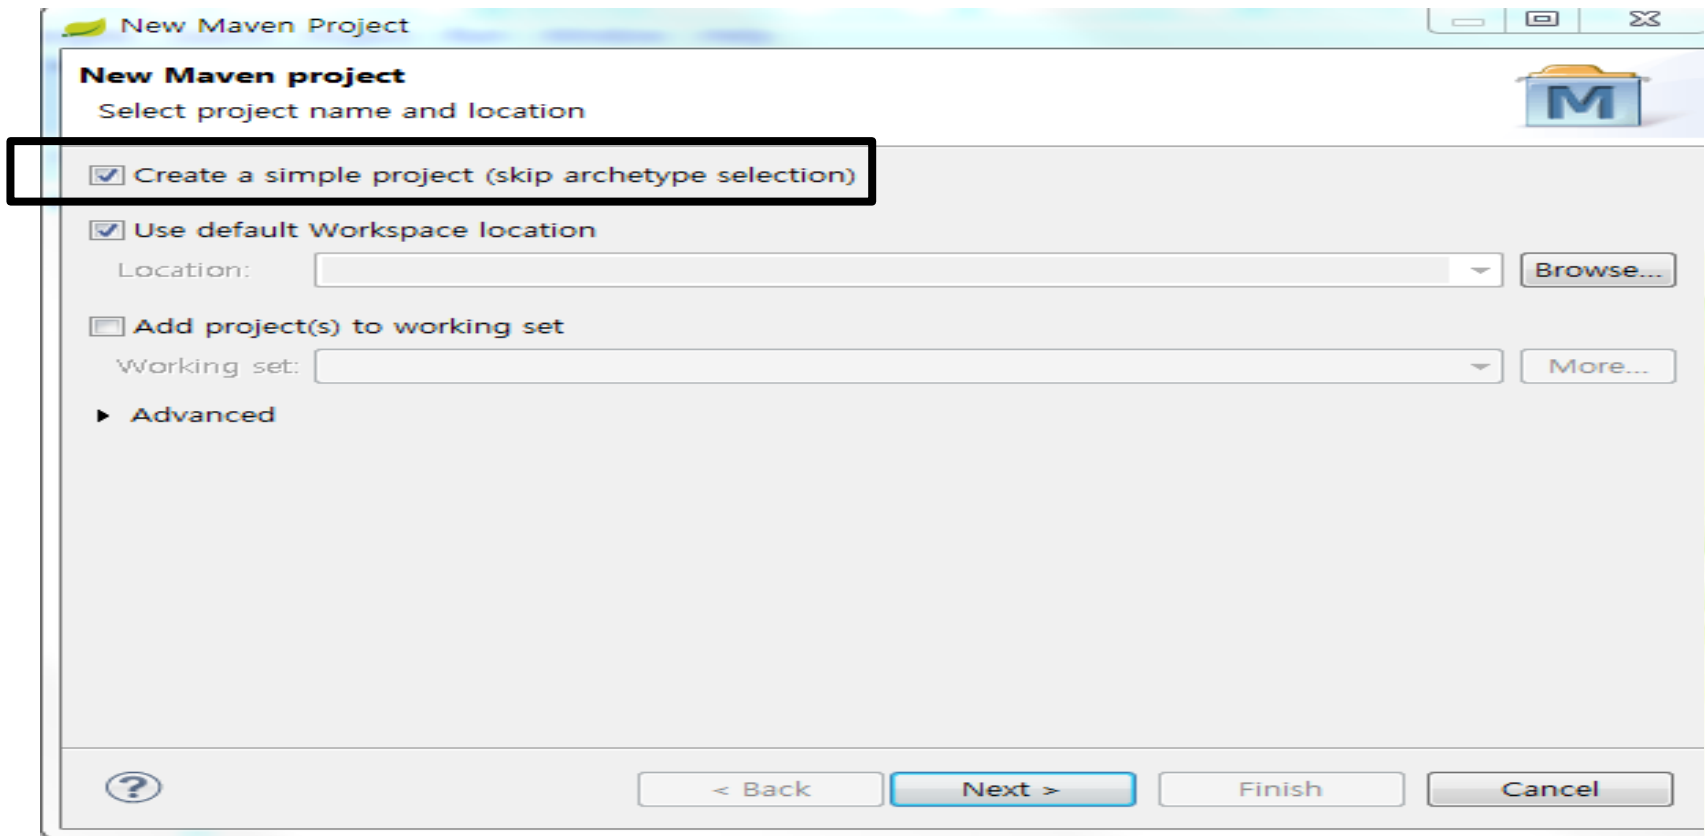 New Maven Project
New Maven project
Select project name and location
M
Create a simple project (skip archetype selection)
Use default Workspace location
Location:
Browse...
Add project(s) to working set
Working set:
More...
Advanced
?
< Back
Next >
Finish
Cancel